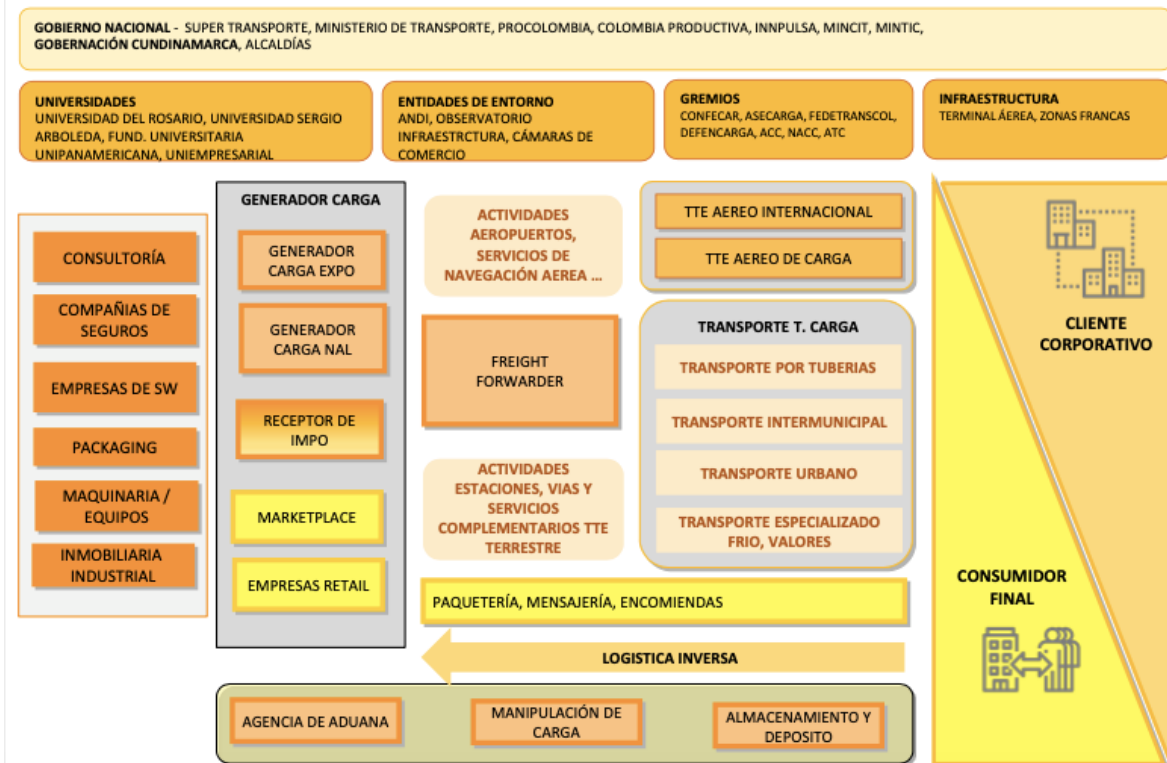 GOBIERNO NACIONAL - SUPER TRANSPORTE, MINISTERIO DE TRANSPORTE, PROCOLOMBIA, COLOMBIA PRODUCTIVA, INNPULSA, MINCIT, MINTIC,
GOBERNACIÓN CUNDINAMARCA, ALCALDÍAS
UNIVERSIDADES
UNIVERSIDAD DEL ROSARIO, UNIVERSIDAD SERGIO
ARBOLEDA, FUND. UNIVERSITARIA
UNIPANAMERICANA, UNIEMPRESARIAL
ENTIDADES DE ENTORNO
ANDI, OBSERVATORIO
INFRAESTRCTURA, CÁMARAS DE
COMERCIO
GREMIOS
CONFECAR, ASECARGA, FEDETRANSCOL,
DEFENCARGA, ACC, NACC, ATC
INFRAESTRUCTURA
TERMINAL ÁEREA, ZONAS FRANCAS
CONSULTORÍA
COMPAÑIAS DE
SEGUROS
EMPRESAS DE SW
PACKAGING
MAQUINARIA /
EQUIPOS
INMOBILIARIA
INDUSTRIAL
GENERADOR CARGA
GENERADOR
CARGA EXPO
GENERADOR
CARGA NAL
RECEPTOR DE
IMPO
MARKETPLACE
EMPRESAS RETAIL
ACTIVIDADES
AEROPUERTOS,
SERVICIOS DE
NAVEGACIÓN AEREA ...
FREIGHT
FORWARDER
ACTIVIDADES
ESTACIONES, VIAS Y
SERVICIOS
COMPLEMENTARIOS TTE
TERRESTRE
TTE AEREO INTERNACIONAL
TTE AEREO DE CARGA
TRANSPORTE T. CARGA
TRANSPORTE POR TUBERIAS
TRANSPORTE INTERMUNICIPAL
TRANSPORTE URBANO
TRANSPORTE ESPECIALIZADO
FRIO, VALORES
PAQUETERÍA, MENSAJERÍA, ENCOMIENDAS
LOGISTICA INVERSA
AGENCIA DE ADUANA
MANIPULACIÓN DE
CARGA
ALMACENAMIENTO Y
DEPOSITO
CLIENTE
CORPORATIVO
CONSUMIDOR
FINAL